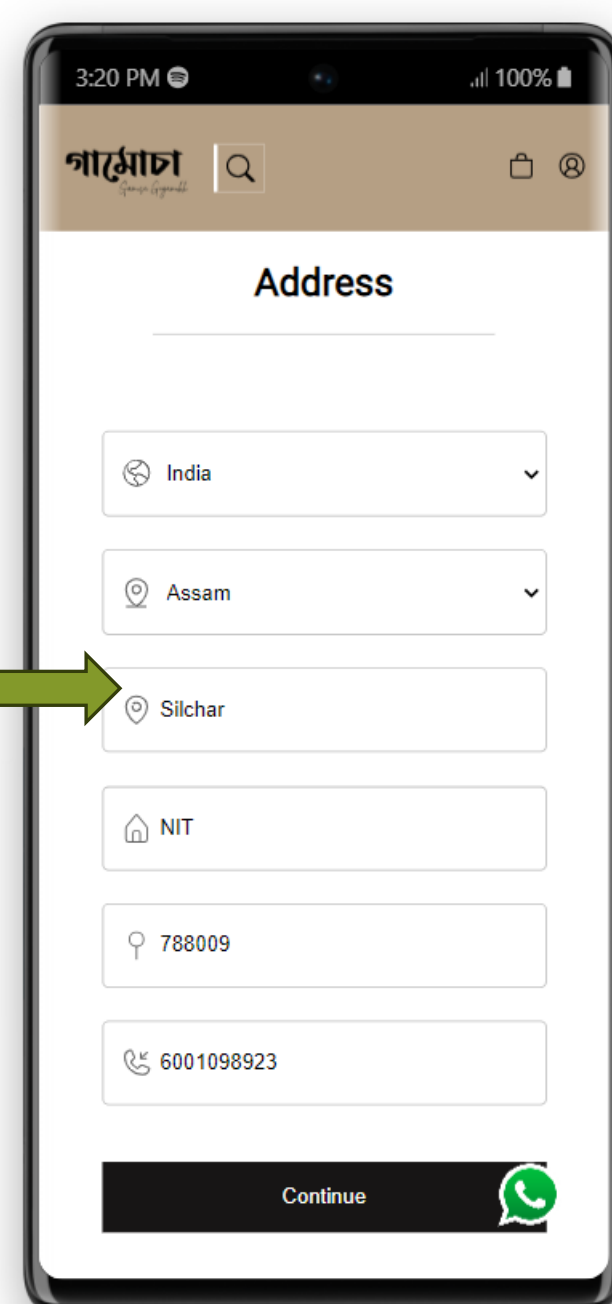 3:20 PM 100%
গামোচা
Address
India
Assam
Silchar
NIT
788009
6001098923
Continue